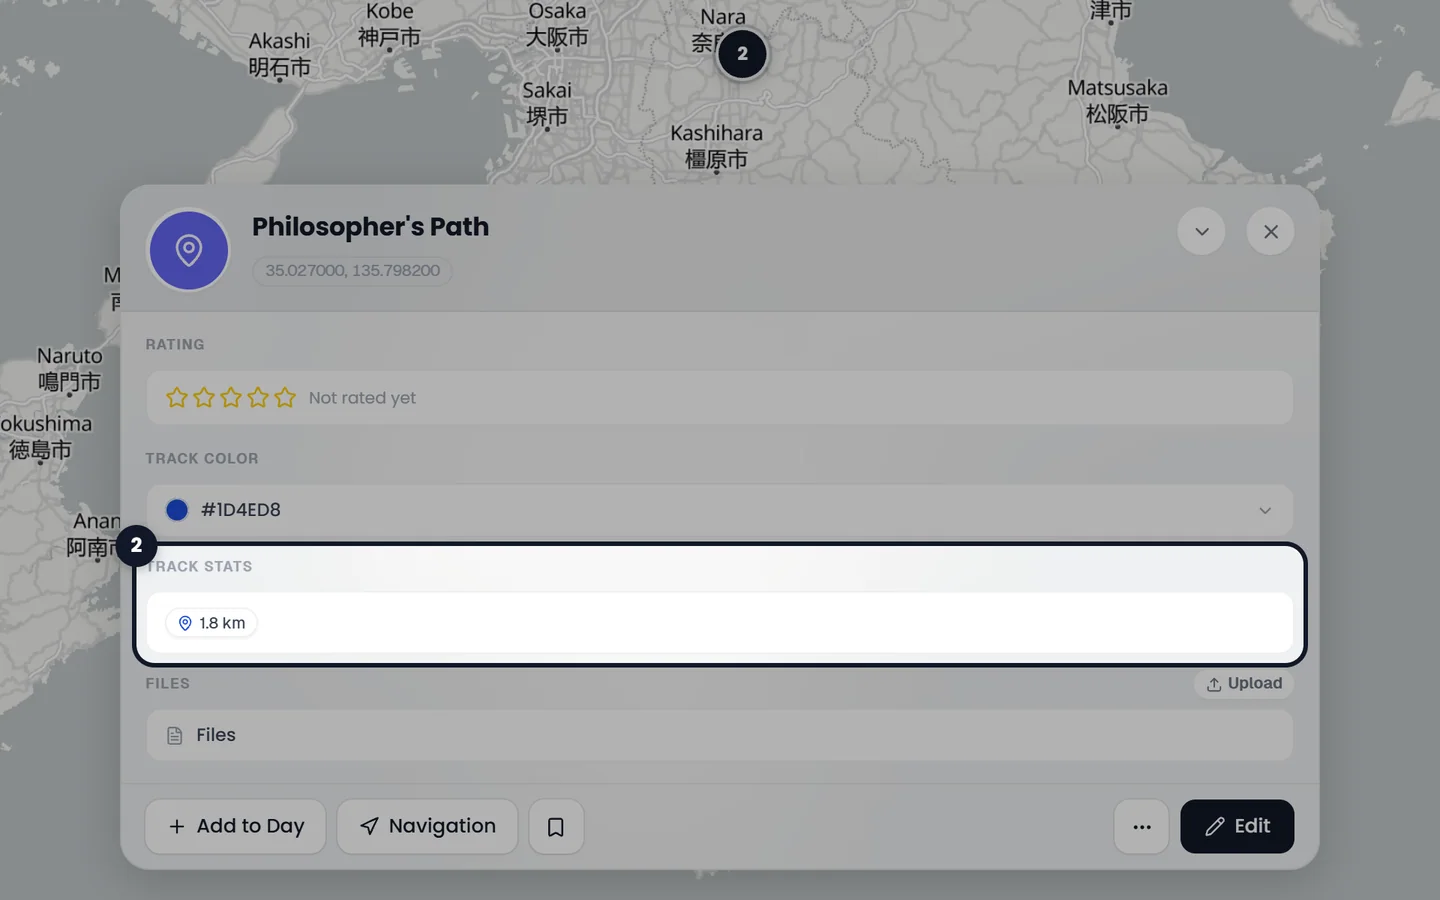 Kobe
神戸市
Osaka
大阪市
Nara
2
津市
Akashi
明石市
Sakai
堺市
Matsusaka
松阪市
Kashihara
橿原市
Philosopher's Path
35.027000, 135.798200
RATING
Not rated yet
Naruto
鳴門市
TRACK COLOR
#1D4ED8
okushima
徳島市
Anan
阿南市
2
TRACK STATS
1.8 km
FILES
Upload
Files
Add to Day
Navigation
Edit